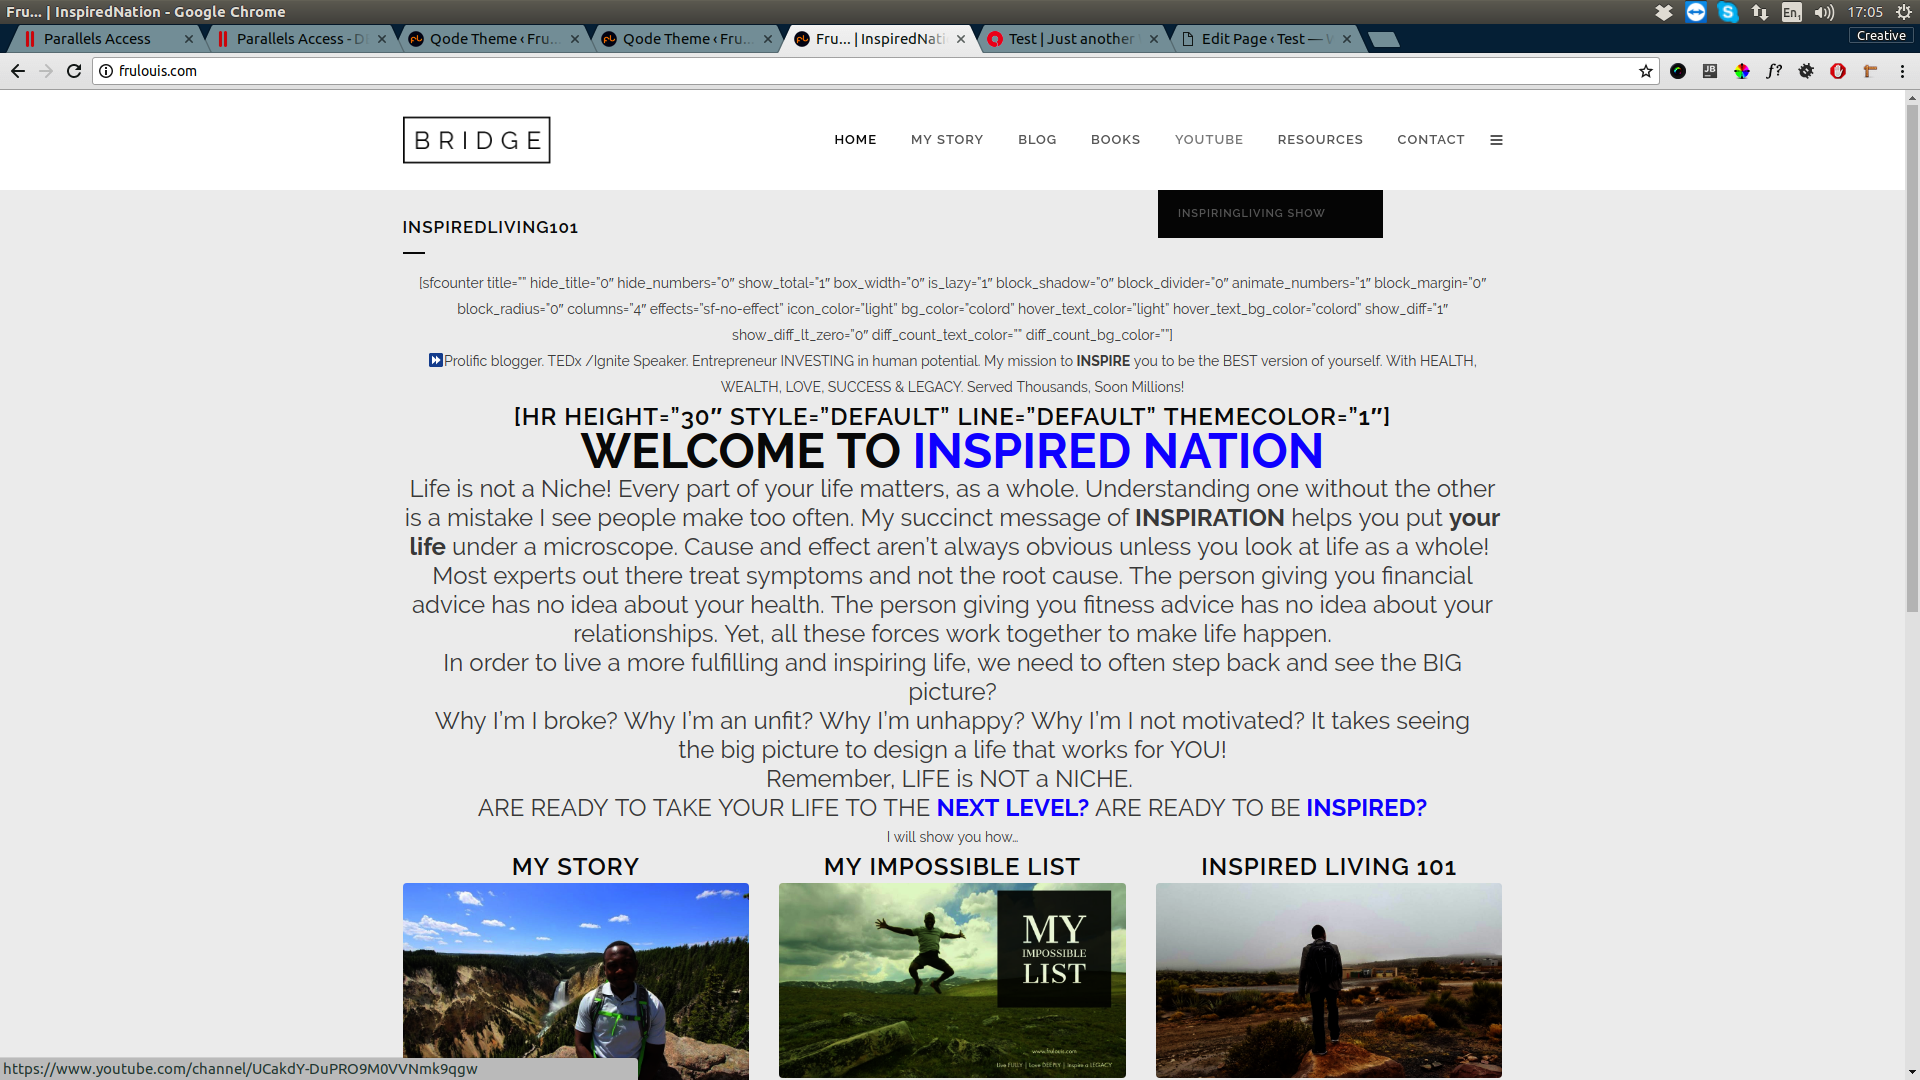 Fru... | InspiredNation - Google Chrome
En1
17:05
Parallels Access
Parallels Access - D
Qode Theme ‹ Fru...
Qode Theme ‹ Fru...
Fru... | InspiredNati
Test | Just another
Edit Page ‹ Test —
Creative
frulouis.com
JB
f?
BRIDGE
HOME
MY STORY
BLOG
BOOKS
YOUTUBE
RESOURCES
CONTACT
INSPIRINGLIVING SHOW
INSPIREDLIVING101
[sfcounter title=”” hide_title=”0″ hide_numbers=”0″ show_total=”1″ box_width=”0″ is_lazy=”1″ block_shadow=”0″ block_divider=”0″ animate_numbers=”1″ block_margin=”0″
block_radius=”0″ columns=”4″ effects=”sf-no-effect” icon_color=”light” bg_color=”colord” hover_text_color=”light” hover_text_bg_color=”colord” show_diff=”1″
show_diff_lt_zero=”0″ diff_count_text_color=”” diff_count_bg_color=””]
⏩Prolific blogger. TEDx /Ignite Speaker. Entrepreneur INVESTING in human potential. My mission to INSPIRE you to be the BEST version of yourself. With HEALTH,
WEALTH, LOVE, SUCCESS & LEGACY. Served Thousands, Soon Millions!
[HR HEIGHT=”30″ STYLE=”DEFAULT” LINE=”DEFAULT” THEMECOLOR=”1″]
WELCOME TO INSPIRED NATION
Life is not a Niche! Every part of your life matters, as a whole. Understanding one without the other
is a mistake I see people make too often. My succinct message of INSPIRATION helps you put your
life under a microscope. Cause and effect aren’t always obvious unless you look at life as a whole!
Most experts out there treat symptoms and not the root cause. The person giving you financial
advice has no idea about your health. The person giving you fitness advice has no idea about your
relationships. Yet, all these forces work together to make life happen.
In order to live a more fulfilling and inspiring life, we need to often step back and see the BIG
picture?
Why I’m I broke? Why I’m an unfit? Why I’m unhappy? Why I’m I not motivated? It takes seeing
the big picture to design a life that works for YOU!
Remember, LIFE is NOT a NICHE.
ARE READY TO TAKE YOUR LIFE TO THE NEXT LEVEL? ARE READY TO BE INSPIRED?
I will show you how…
MY STORY
MY IMPOSSIBLE LIST
INSPIRED LIVING 101
MY
IMPOSSIBLE
LIST
www.frulouis.com
Live FULLY | Love DEEPLY | Inspire a LEGACY
https://www.youtube.com/channel/UCakdY-DuPRO9M0VVNmk9qgw